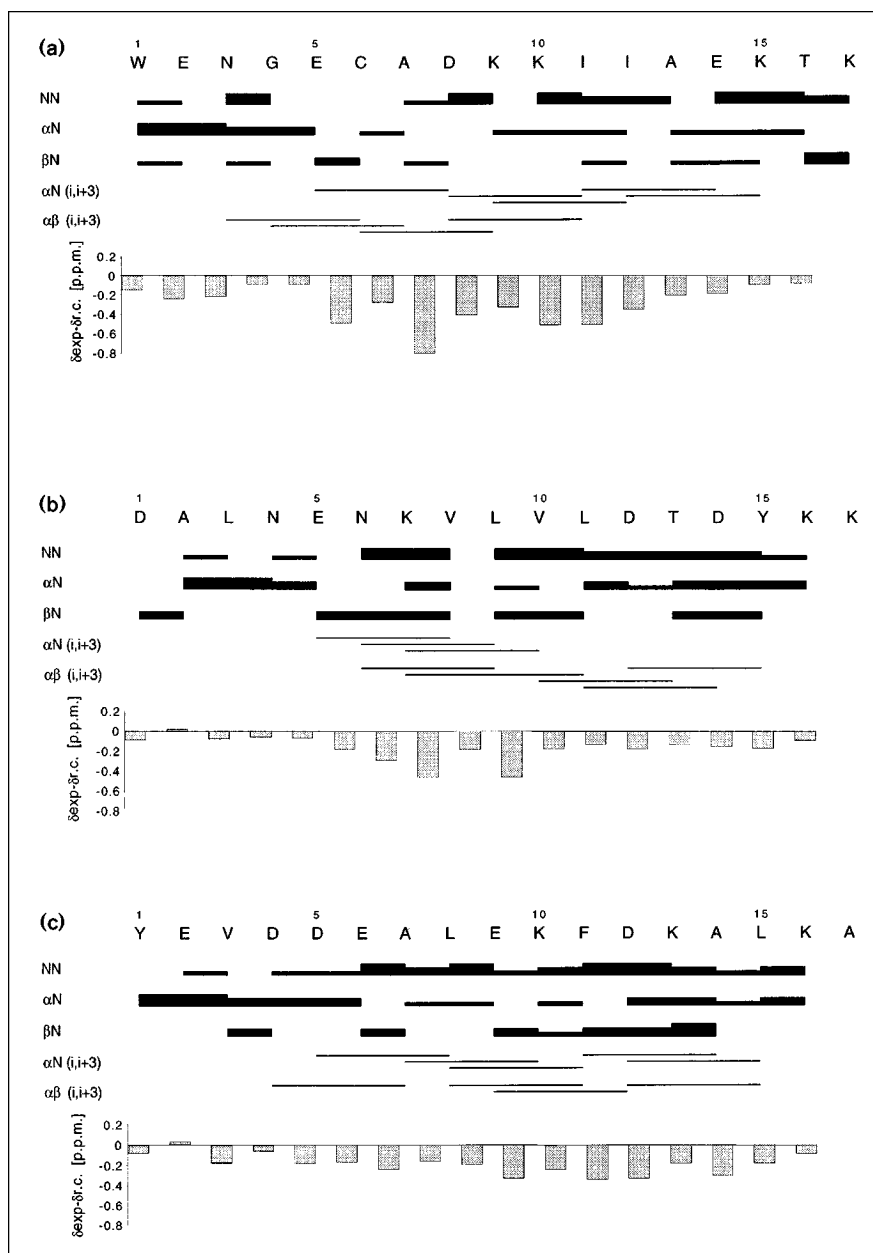 (a)
1 5 10 15
W E N G E C A D K K I I A E K T K
NN
αN
βN
αN (i,i+3)
αβ (i,i+3)
δexp-δr.c. [p.p.m.]
0.2
0
-0.2
-0.4
-0.6
-0.8
(b)
1 5 10 15
D A L N E N K V L V L D T D Y K K
NN
αN
βN
αN (i,i+3)
αβ (i,i+3)
δexp-δr.c. [p.p.m.]
0.2
0
-0.2
-0.4
-0.6
-0.8
(c)
1 5 10 15
Y E V D D E A L E K F D K A L K A
NN
αN
βN
αN (i,i+3)
αβ (i,i+3)
δexp-δr.c. [p.p.m.]
0.2
0
-0.2
-0.4
-0.6
-0.8